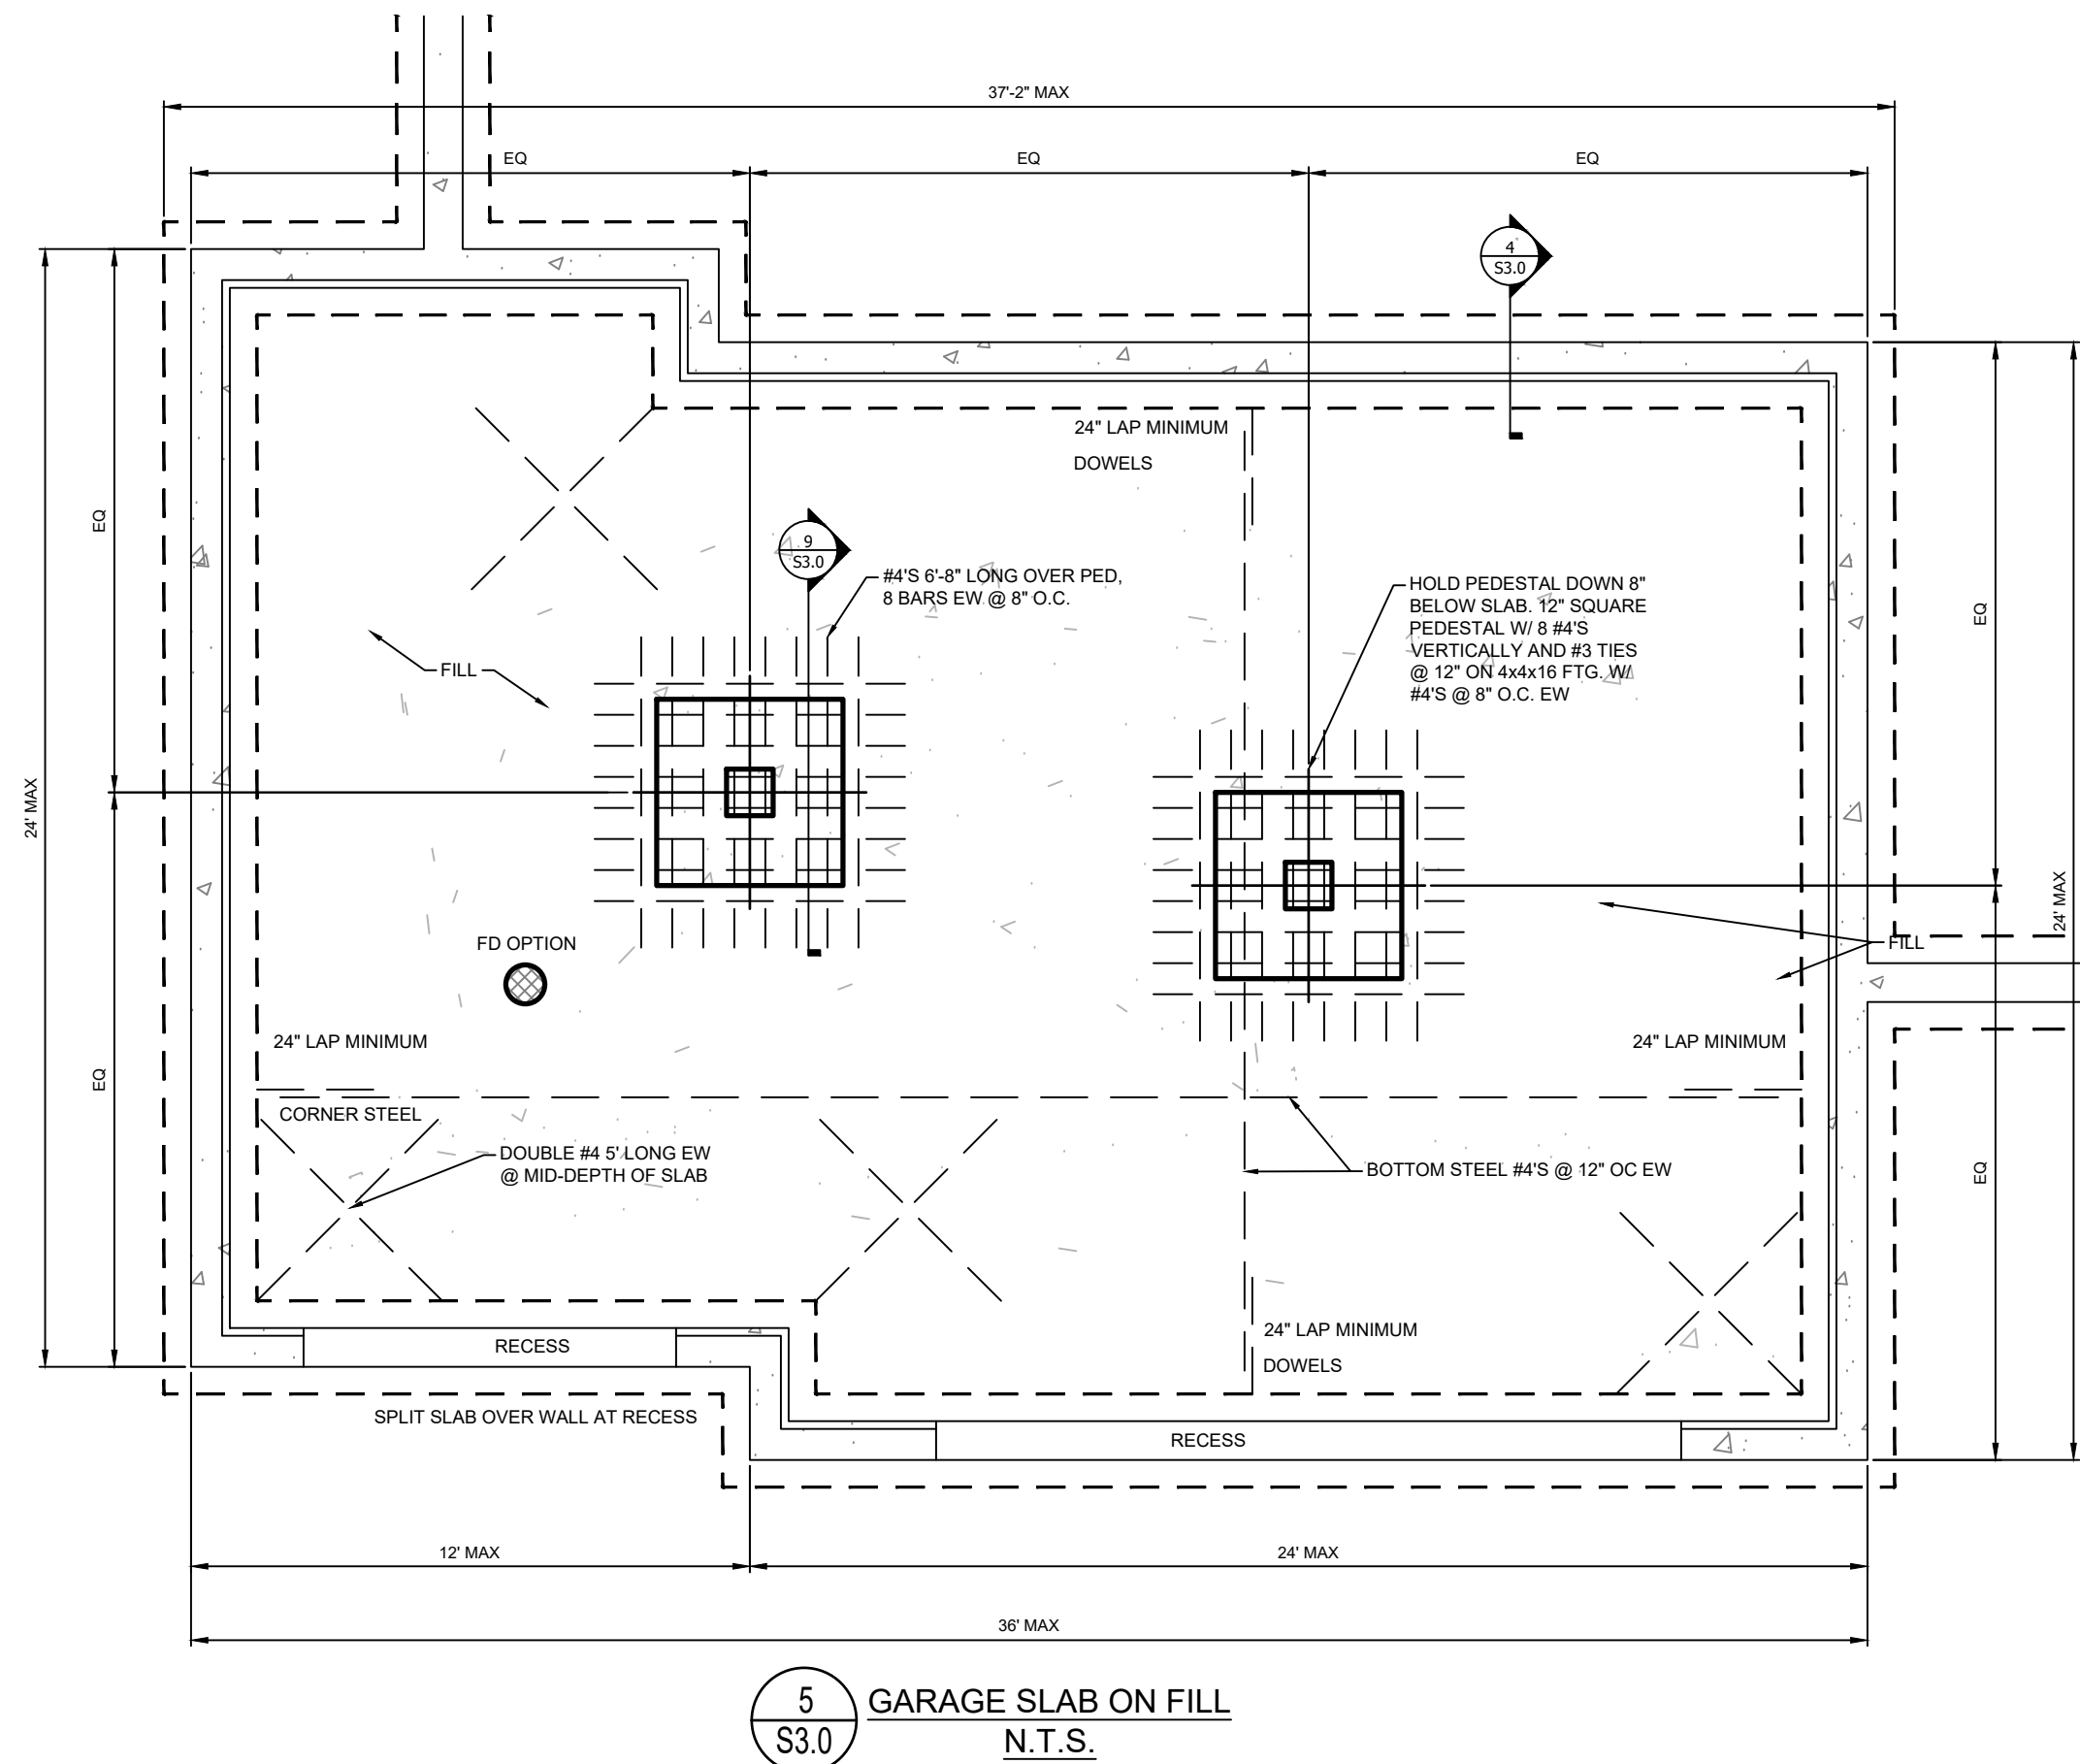 37'-2" MAX
EQ
EQ
EQ
4
S3.0
24" LAP MINIMUM
DOWELS
EQ
9
S3.0
#4'S 6'-8" LONG OVER PED,
8 BARS EW @ 8" O.C.
HOLD PEDESTAL DOWN 8"
BELOW SLAB. 12" SQUARE
PEDESTAL W/ 8 #4'S
VERTICALLY AND #3 TIES
@ 12" ON 4x4x16 FTG. W/
#4'S @ 8" O.C. EW
EQ
FILL
24' MAX
24' MAX
FD OPTION
FILL
24" LAP MINIMUM
24" LAP MINIMUM
EQ
CORNER STEEL
DOUBLE #4 5' LONG EW
@ MID-DEPTH OF SLAB
BOTTOM STEEL #4'S @ 12" OC EW
EQ
RECESS
24" LAP MINIMUM
DOWELS
SPLIT SLAB OVER WALL AT RECESS
RECESS
12' MAX
24' MAX
36' MAX
5
S3.0
GARAGE SLAB ON FILL
N.T.S.